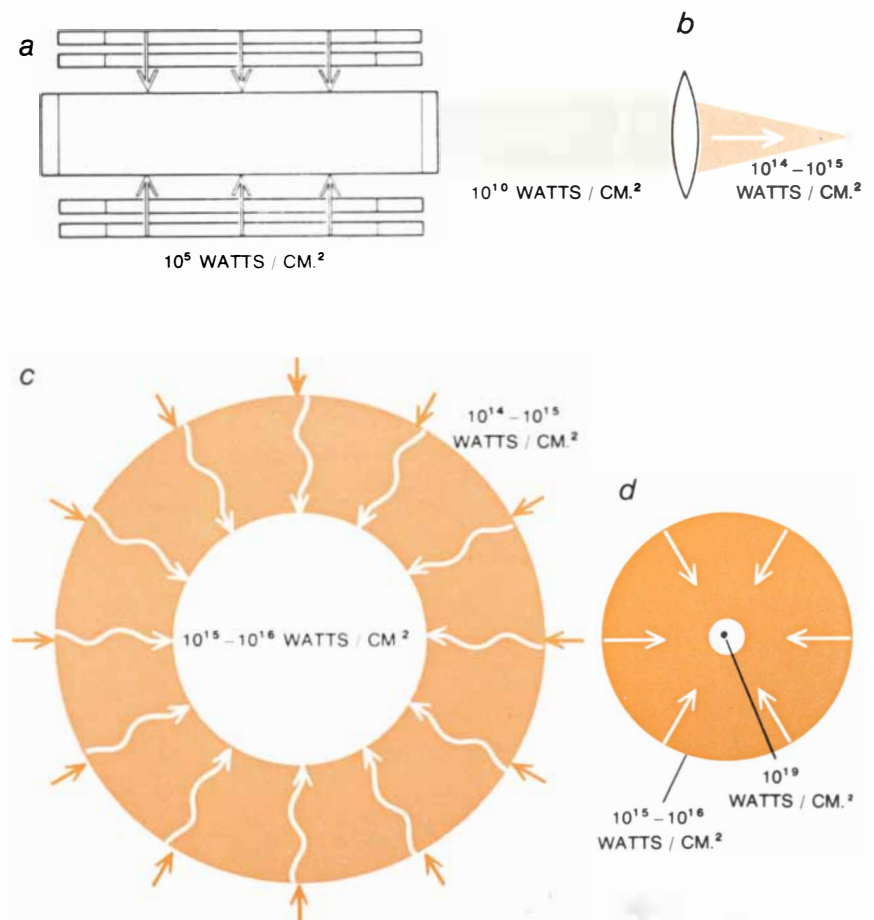 a
10⁵ WATTS / CM.²
10¹⁰ WATTS / CM.²
b
10¹⁴ – 10¹⁵
WATTS / CM.²
c
10¹⁴ – 10¹⁵
WATTS / CM.²
10¹⁵ – 10¹⁶ WATTS / CM.²
d
10¹⁹
WATTS / CM.²
10¹⁵ – 10¹⁶
WATTS / CM.²